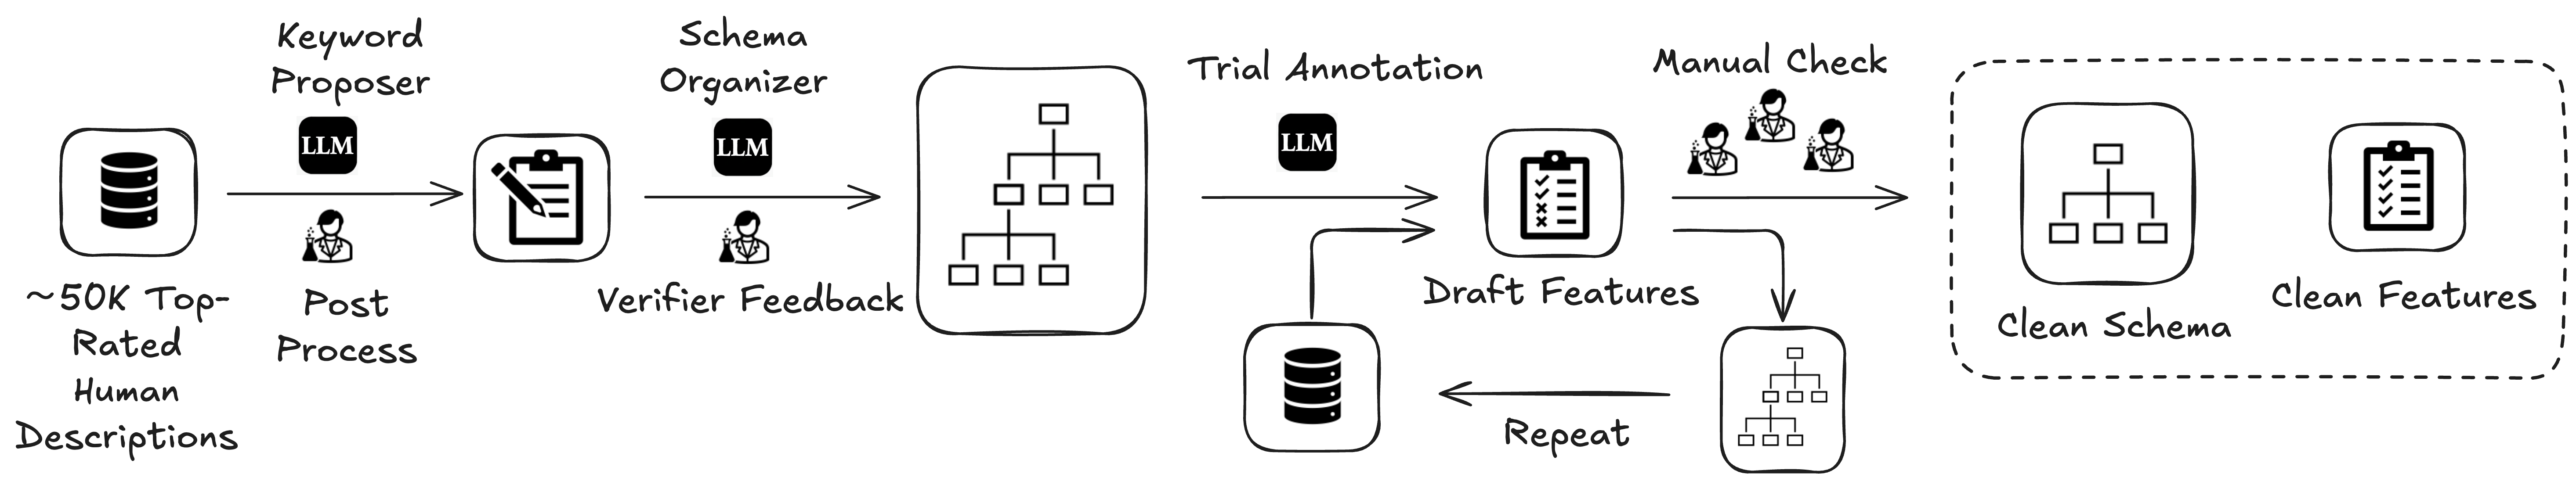 Keyword
Proposer
LLM
~50K Top-
Rated
Human
Descriptions
Post
Process
Schema
Organizer
LLM
Verifier Feedback
Trial Annotation
LLM
Draft Features
Manual Check
Repeat
Clean Schema
Clean Features